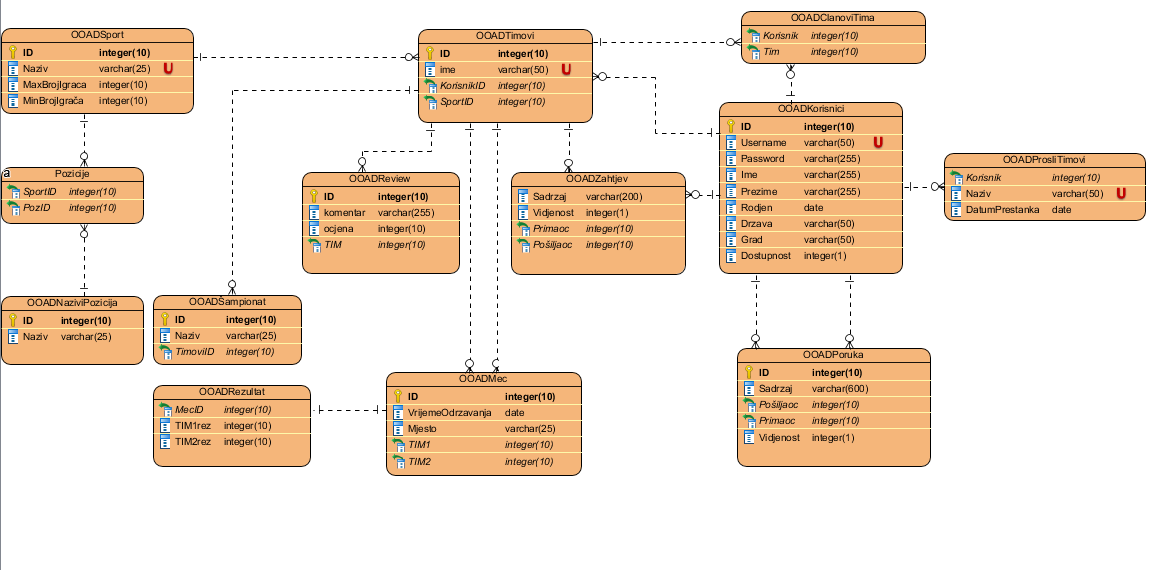 OOADSport
ID integer(10)
Naziv varchar(25) U
MaxBrojIgraca integer(10)
MinBrojIgrača integer(10)
OOADTimovi
ID integer(10)
ime varchar(50) U
KorisnikID integer(10)
SportID integer(10)
OOADClanoviTima
Korisnik integer(10)
Tim integer(10)
OOADKorisnici
ID integer(10)
Username varchar(50) U
Password varchar(255)
Ime varchar(255)
Prezime varchar(255)
Rodjen date
Drzava varchar(50)
Grad varchar(50)
Dostupnost integer(1)
OOADProsliTimovi
Korisnik integer(10)
Naziv varchar(50) U
DatumPrestanka date
a
Pozicije
SportID integer(10)
PozID integer(10)
OOADReview
ID integer(10)
komentar varchar(255)
ocjena integer(10)
TIM integer(10)
OOADZahtjev
Sadrzaj varchar(200)
Vidjenost integer(1)
Primaoc integer(10)
Pošiljaoc integer(10)
OOADNaziviPozicija
ID integer(10)
Naziv varchar(25)
OOADŠampionat
ID integer(10)
Naziv varchar(25)
TimoviID integer(10)
OOADRezultat
MecID integer(10)
TIM1rez integer(10)
TIM2rez integer(10)
OOADMec
ID integer(10)
VrijemeOdrzavanja date
Mjesto varchar(25)
TIM1 integer(10)
TIM2 integer(10)
OOADPoruka
ID integer(10)
Sadrzaj varchar(600)
Pošiljaoc integer(10)
Primaoc integer(10)
Vidjenost integer(1)